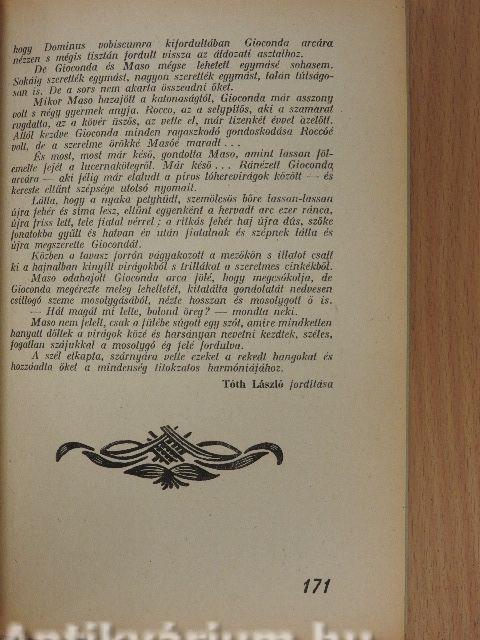 hogy Dominus vobiscumra kifordultában Gioconda arcára
nézzen s mégis tisztán fordult vissza az áldozati asztalhoz.
De Gioconda és Maso mégse lehetett egymásé sohasem.
Sokáig szerették egymást, nagyon szerették egymást, talán túlságo-
san is. De a sors nem akarta összeadni őket.
Mikor Maso hazajött a katonaságtól, Gioconda már asszony
volt s négy gyermek anyja. Rocco, az a selypítős, aki a szamarat
rugdalta, az a kövér úszós, az vette el, már tizenkét évvel azelőtt.
Attól kezdve Gioconda minden ragaszkodó gondoskodása Roccóé
volt, de a szerelme örökké Masóé maradt . . .
És most, most már késő, gondolta Maso, amint lassan föl-
emelte fejét a lucernakötegről. Már késő . . . Ránézett Gioconda
arcára — aki félig már elaludt a piros lóherevirágok között — és
kereste eltűnt szépsége utolsó nyomait.
Látta, hogy a nyaka petyhüdt, szemölcsös bőre lassan-lassan
újra fehér és sima lesz, eltűnt egyenként a hervadt arc ezer ránca,
újra friss lett, tele fiatal vérrel ; a ritkás fehér haj újra dús, szőke
fonatokba gyűlt és hatvan év után fiatalnak és szépnek látta és
újra megszerette Giocondát.
Közben a tavasz forrón vágyakozott a mezőkön s illatot csalt
ki a hajnalban kinyílt virágokból s trillákat a szerelmes cinkékből.
Maso odahajolt Gioconda arca fölé, hogy megcsókolja, de
Gioconda megérezte meleg lehelletét, kitalálta gondolatát nedvesen
csillogó szeme mosolygásából, nézte hosszan és mosolygott ő is.
— Hát magát mi lelte, bolond öreg? — mondta neki.
Maso nem felelt, csak a fülébe súgott egy szót, amire mindketten
hanyatt dőltek a virágok közé és harsányan nevetni kezdtek, széles,
fogatlan szájukkal a mosolygó ég felé fordulva.
A szél elkapta, szárnyára vette ezeket a rekedt hangokat és
hozzáadta őket a mindenség titokzatos harmóniájához.
Tóth László fordítása
171
Antikvárium.hu